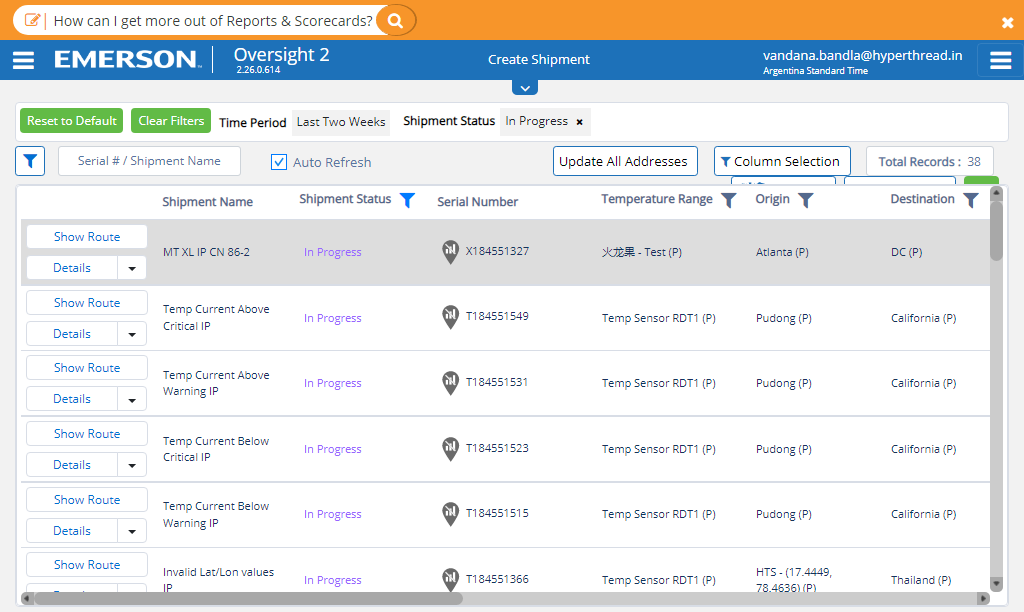 How can I get more out of Reports & Scorecards?
EMERSON
Oversight 2
2.26.0.614
Create Shipment
vandana.bandla@hyperthread.in
Argentina Standard Time
Reset to Default
Clear Filters
Time Period
Last Two Weeks
Shipment Status
In Progress ×
Serial # / Shipment Name
Auto Refresh
Update All Addresses
Column Selection
Total Records : 38
Shipment Name
Shipment Status
Serial Number
Temperature Range
Origin
Destination
Show Route
Details
MT XL IP CN 86-2
In Progress
X184551327
火龙果 - Test (P)
Atlanta (P)
DC (P)
Show Route
Details
Temp Current Above
Critical IP
In Progress
T184551549
Temp Sensor RDT1 (P)
Pudong (P)
California (P)
Show Route
Details
Temp Current Above
Warning IP
In Progress
T184551531
Temp Sensor RDT1 (P)
Pudong (P)
California (P)
Show Route
Details
Temp Current Below
Critical IP
In Progress
T184551523
Temp Sensor RDT1 (P)
Pudong (P)
California (P)
Show Route
Details
Temp Current Below
Warning IP
In Progress
T184551515
Temp Sensor RDT1 (P)
Pudong (P)
California (P)
Show Route
Invalid Lat/Lon values
IP
In Progress
T184551366
Temp Sensor RDT1 (P)
HTS - (17.4449,
78.4636) (P)
Thailand (P)